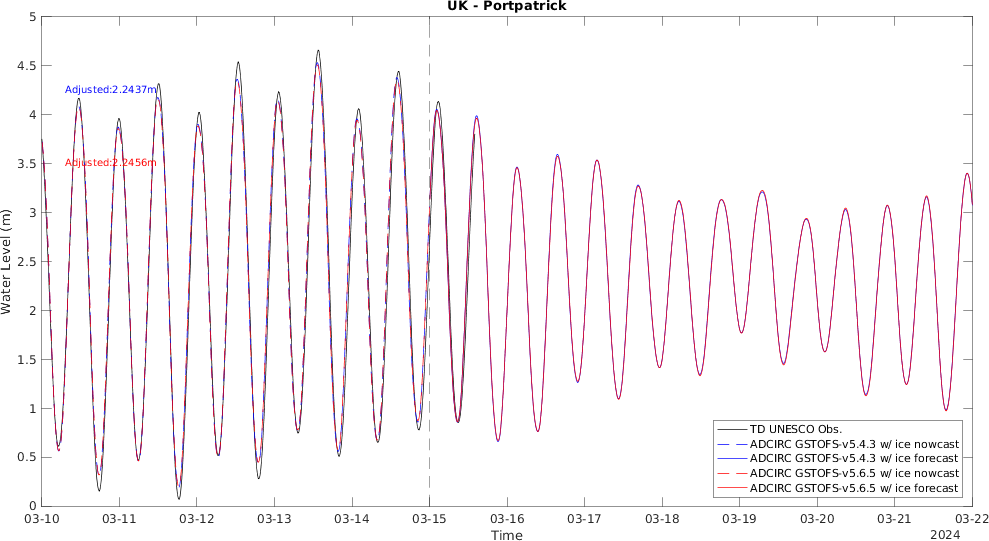 UK - Portpatrick
5
4.5
4
3.5
3
2.5
2
1.5
1
0.5
0
Water Level (m)
Adjusted:2.2437m
Adjusted:2.2456m
TD UNESCO Obs.
ADCIRC GSTOFS-v5.4.3 w/ ice nowcast
ADCIRC GSTOFS-v5.4.3 w/ ice forecast
ADCIRC GSTOFS-v5.6.5 w/ ice nowcast
ADCIRC GSTOFS-v5.6.5 w/ ice forecast
03-10 03-11 03-12 03-13 03-14 03-15 03-16 03-17 03-18 03-19 03-20 03-21 03-22
Time
2024